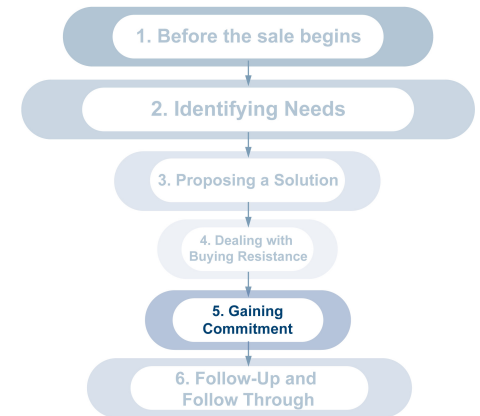 1. Before the sale begins
2. Identifying Needs
3. Proposing a Solution
4. Dealing with
Buying Resistance
5. Gaining
Commitment
6. Follow-Up and
Follow Through